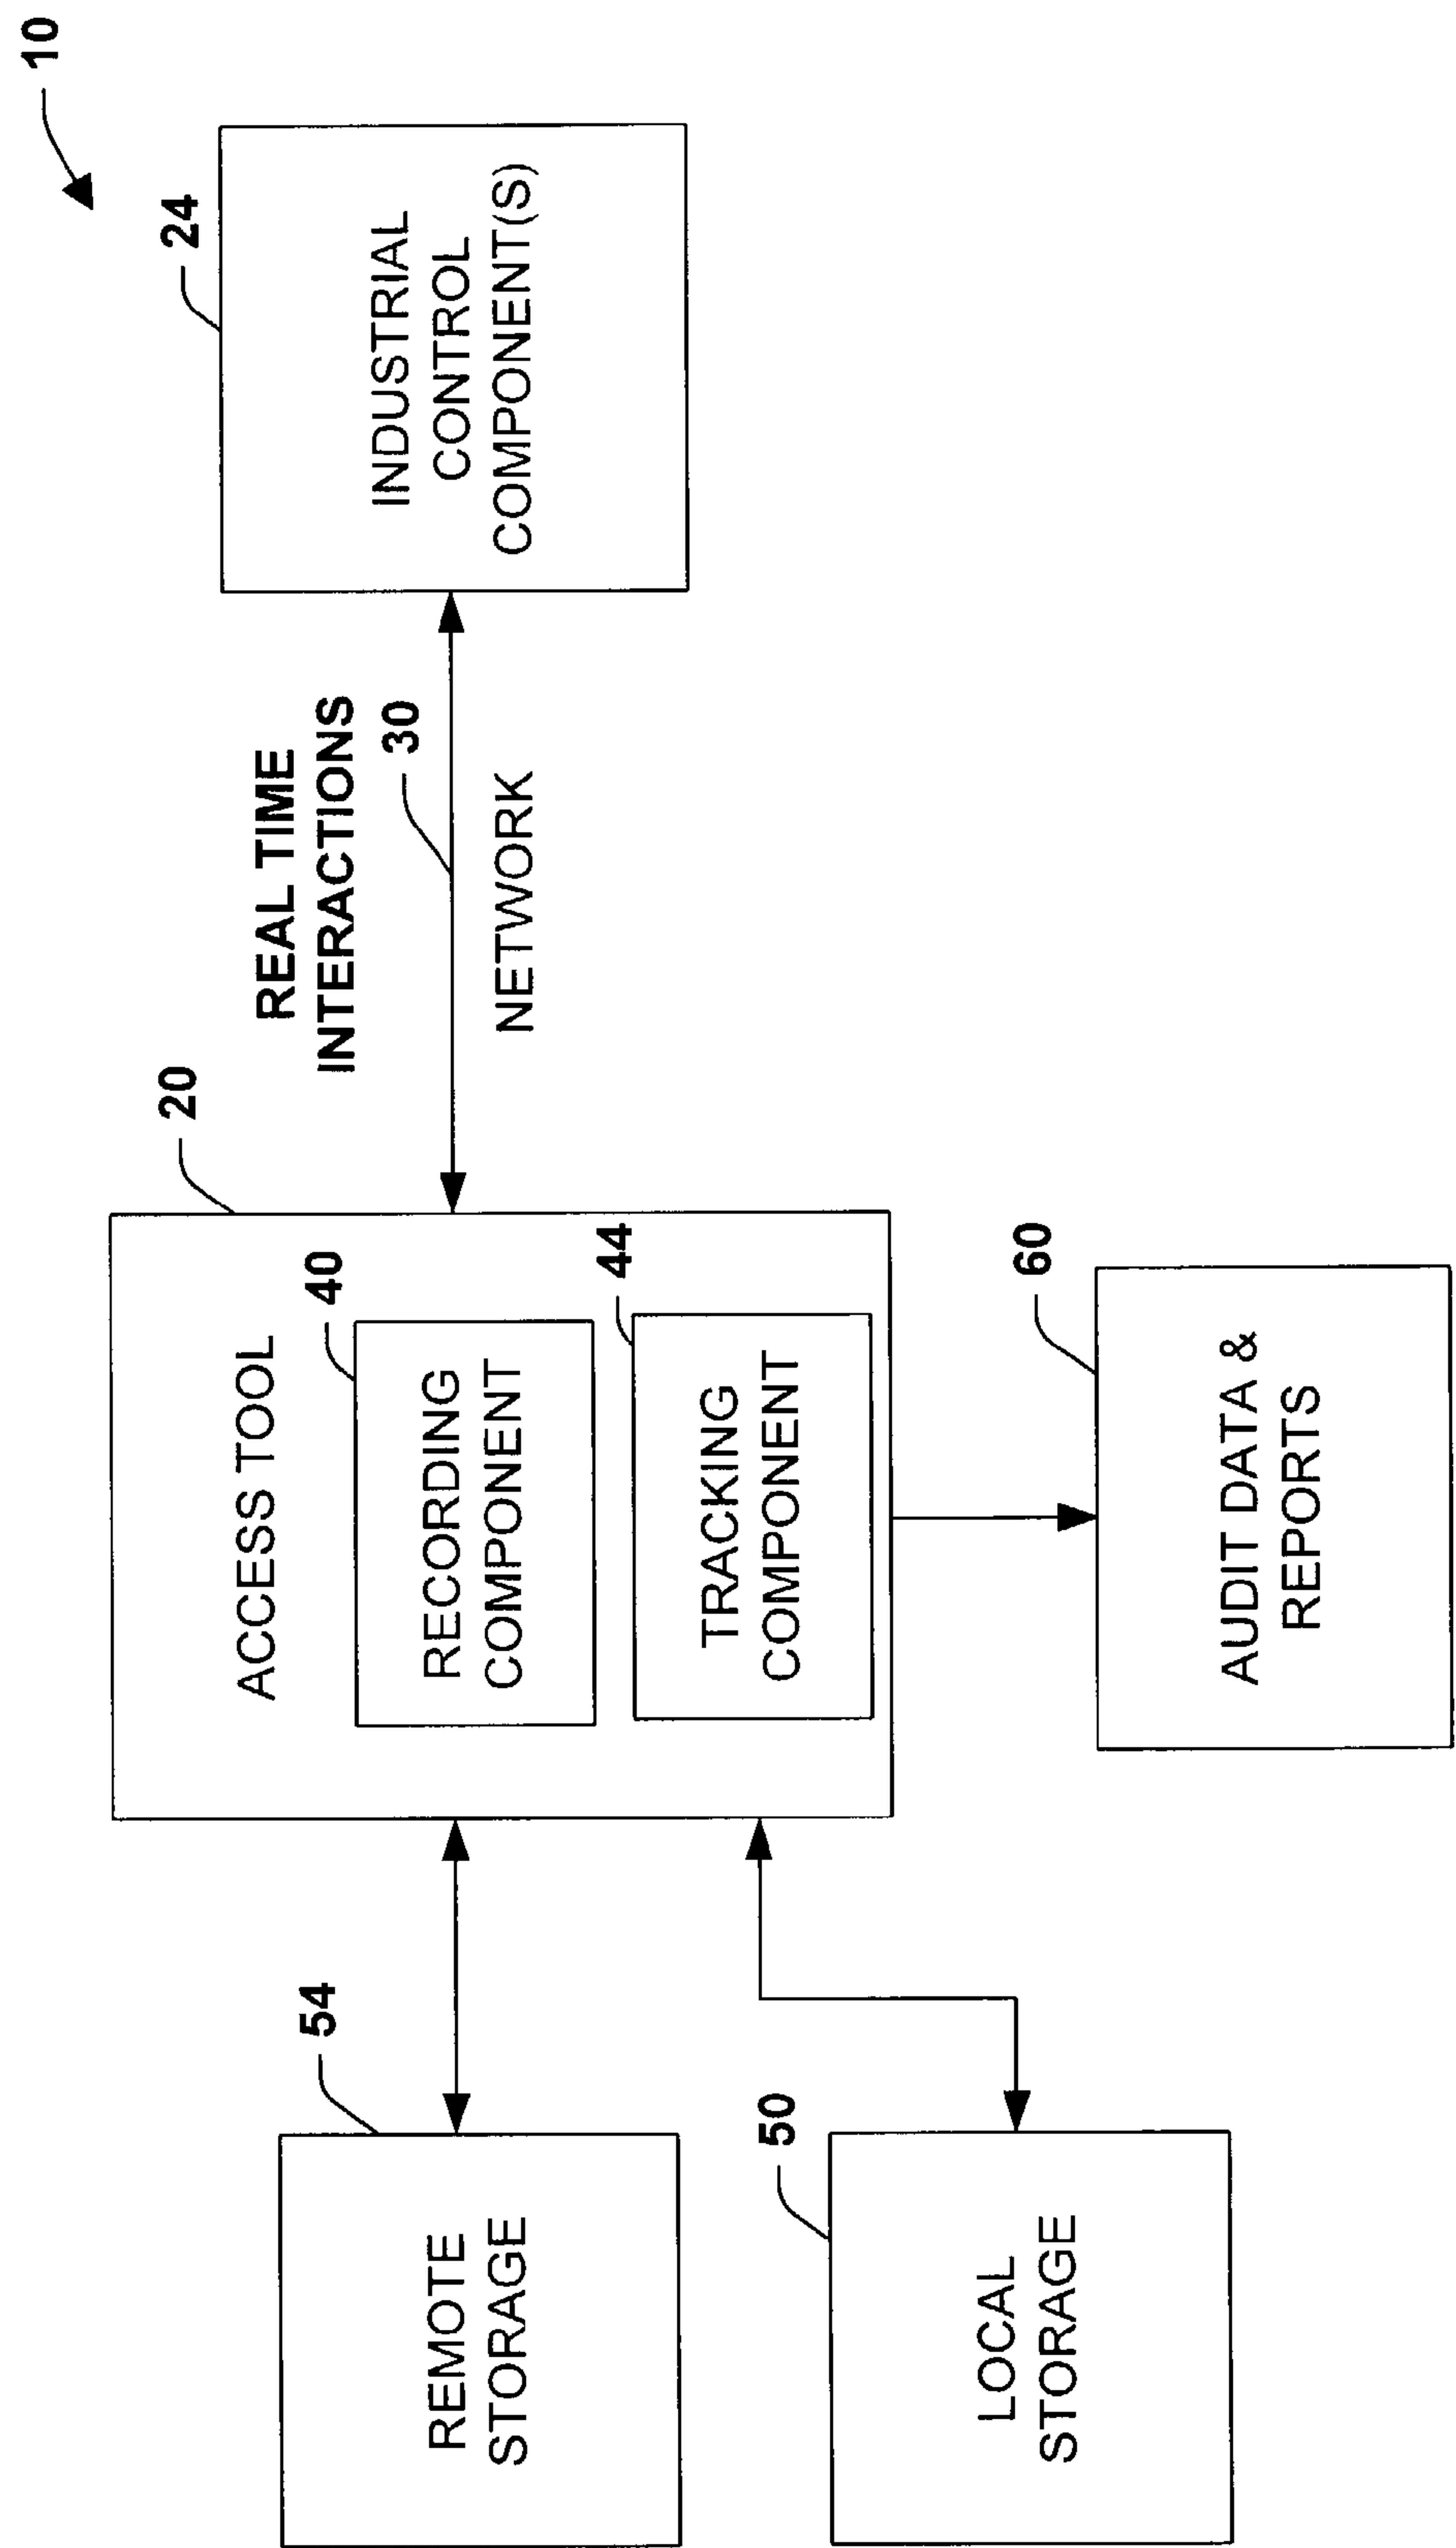 10
54
REMOTE
STORAGE
50
LOCAL
STORAGE
20
ACCESS TOOL
40
RECORDING
COMPONENT
44
TRACKING
COMPONENT
60
AUDIT DATA &
REPORTS
REAL TIME
INTERACTIONS
30
NETWORK
24
INDUSTRIAL
CONTROL
COMPONENT(S)